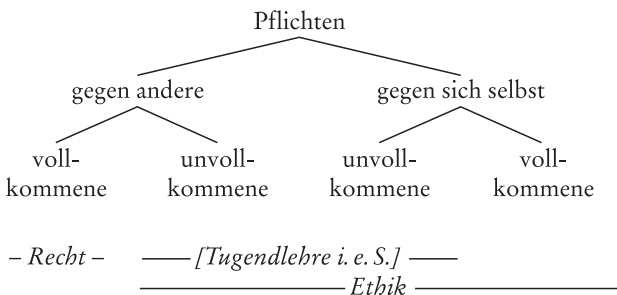 Pflichten
gegen andere gegen sich selbst
voll- unvoll- unvoll- voll-
kommene kommene kommene kommene
– Recht – [Tugendlehre i. e. S.]
Ethik